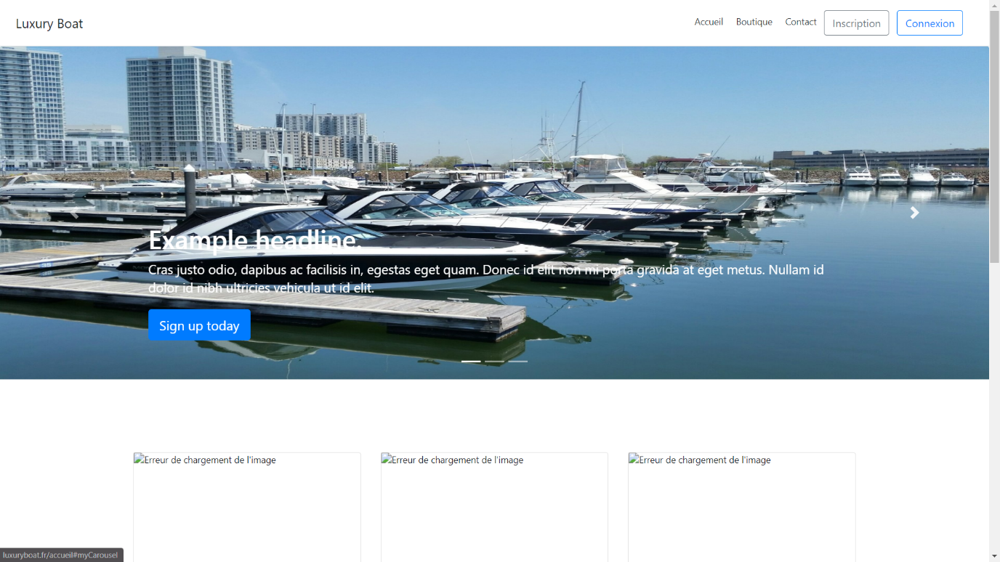 Luxury Boat
Accueil Boutique Contact Inscription Connexion
Example headline.
Cras justo odio, dapibus ac facilisis in, egestas eget quam. Donec id elit non mi porta gravida at eget metus. Nullam id
dolor id nibh ultricies vehicula ut id elit.
Sign up today
Erreur de chargement de l'image
Erreur de chargement de l'image
Erreur de chargement de l'image
luxuryboat.fr/accueil#myCarousel